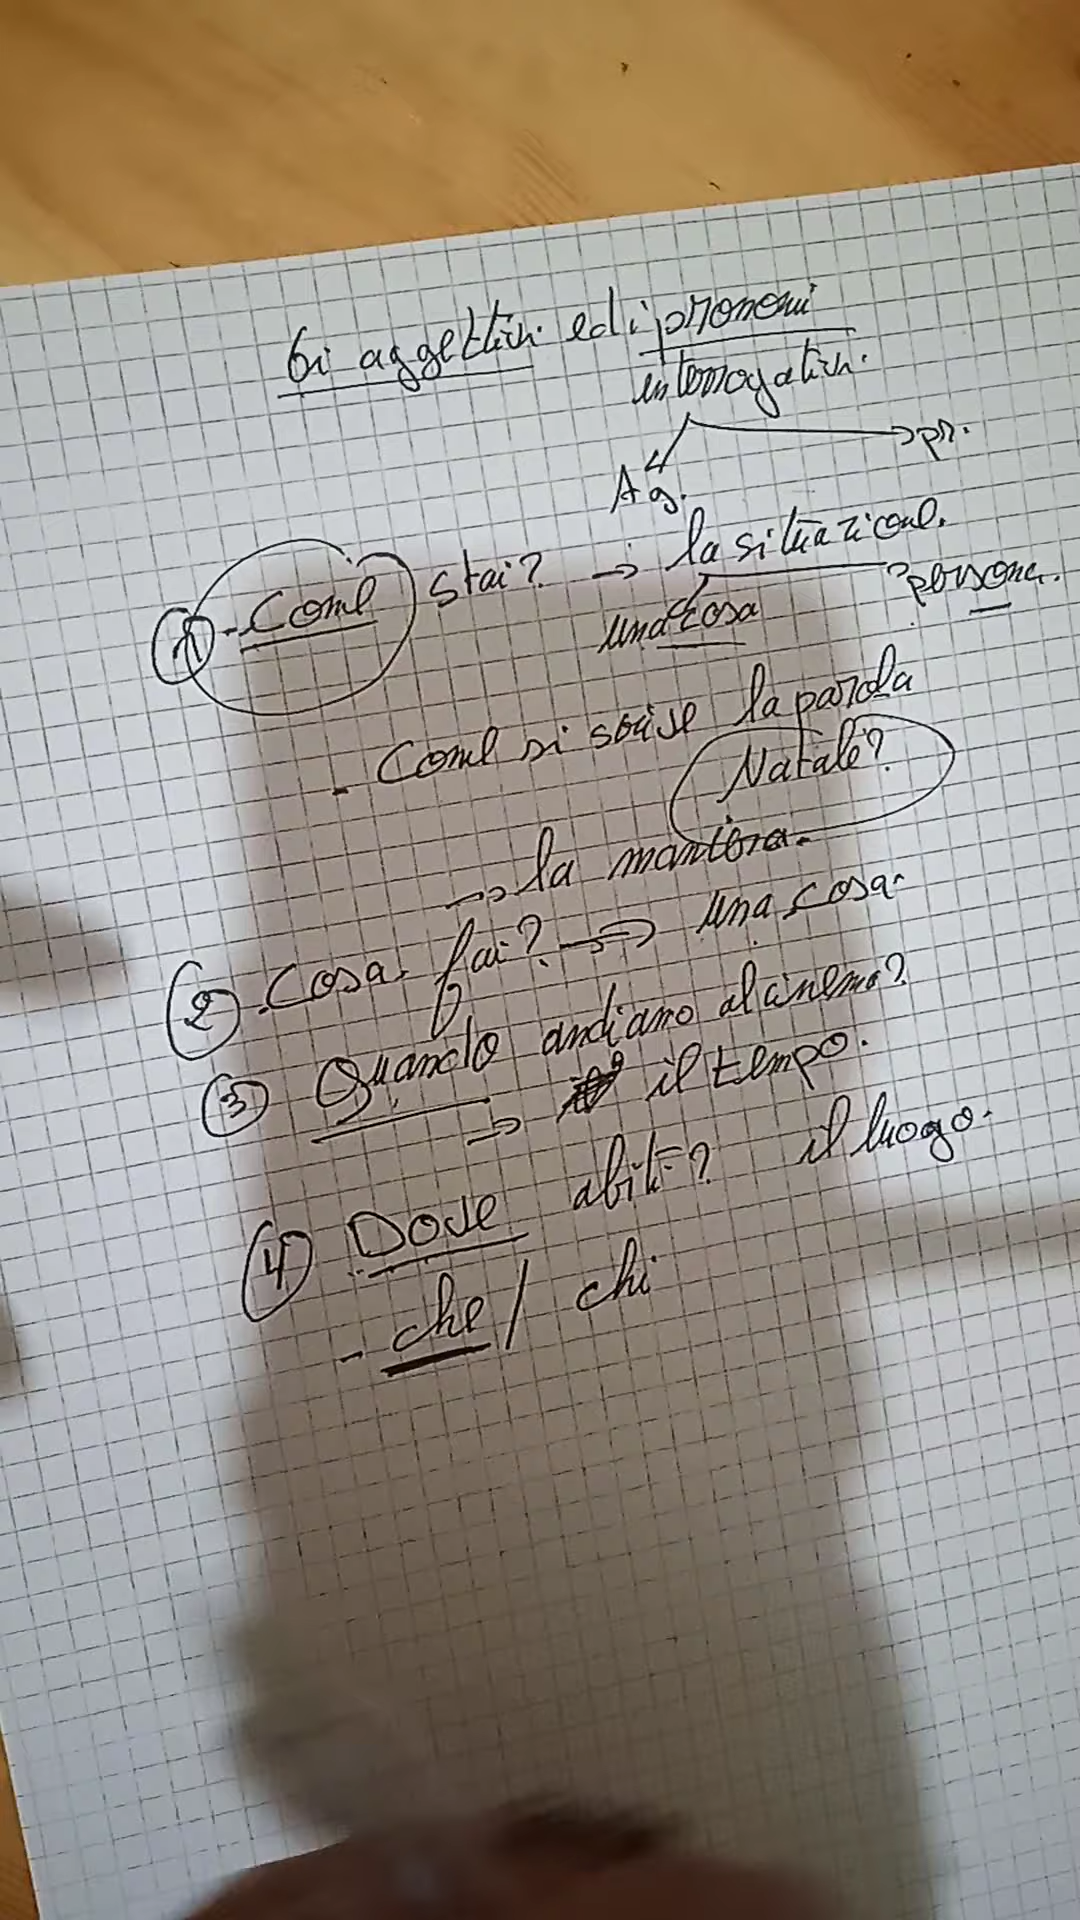 Gi aggettivi ed i pronomi
interrogativi.
Ag. pr.
① - Come stai? → la situazione.
una cosa persona.
- Come si scrive la parola
Natale?
→ la maniera.
② - Cosa fai? → una cosa.
③ Quando andiamo al cinema?
→ il tempo.
④ Dove abiti? il luogo.
- che / chi